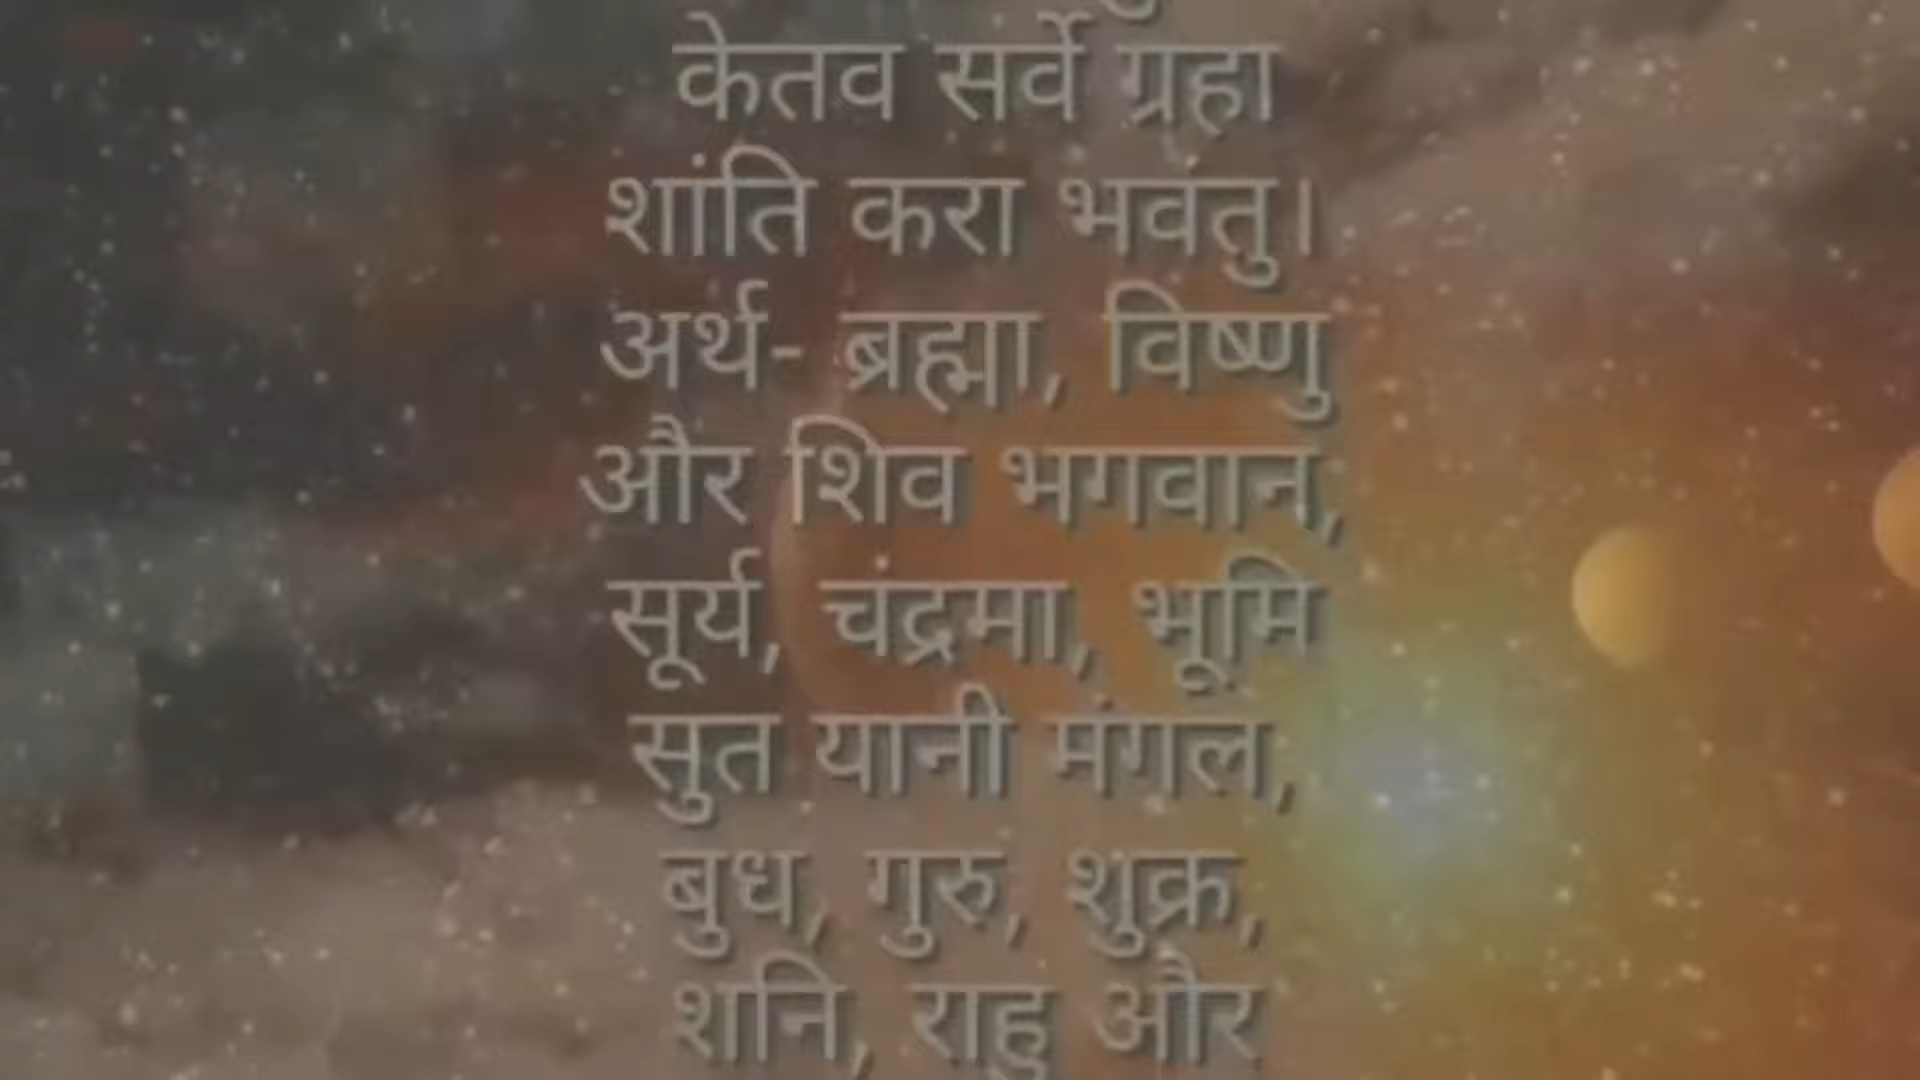 केतव सर्वे ग्रहा
शांति करा भवंतु।
अर्थ- ब्रह्मा, विष्णु
और शिव भगवान,
सूर्य, चंद्रमा, भूमि
सुत यानी मंगल,
बुध, गुरु, शुक्र,
शनि, राहु और